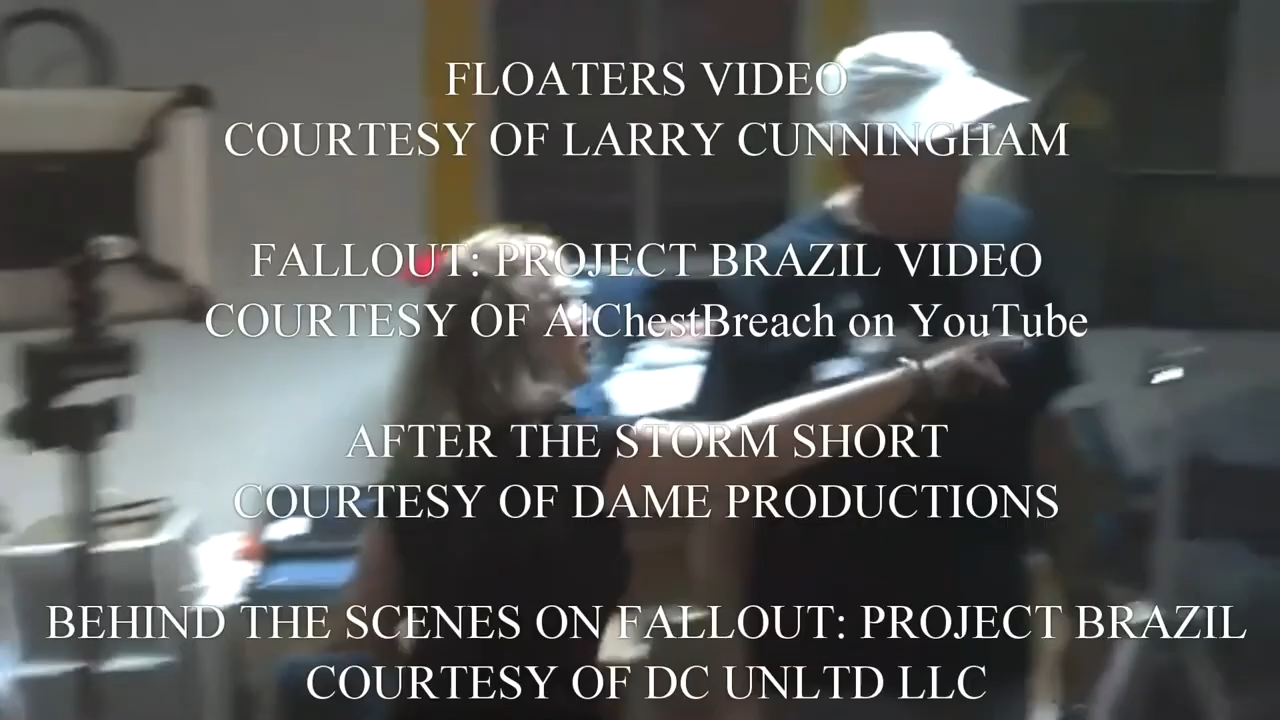 FLOATERS VIDEO
COURTESY OF LARRY CUNNINGHAM
FALLOUT: PROJECT BRAZIL VIDEO
COURTESY OF AlChestBreach on YouTube
AFTER THE STORM SHORT
COURTESY OF DAME PRODUCTIONS
BEHIND THE SCENES ON FALLOUT: PROJECT BRAZIL
COURTESY OF DC UNLTD LLC